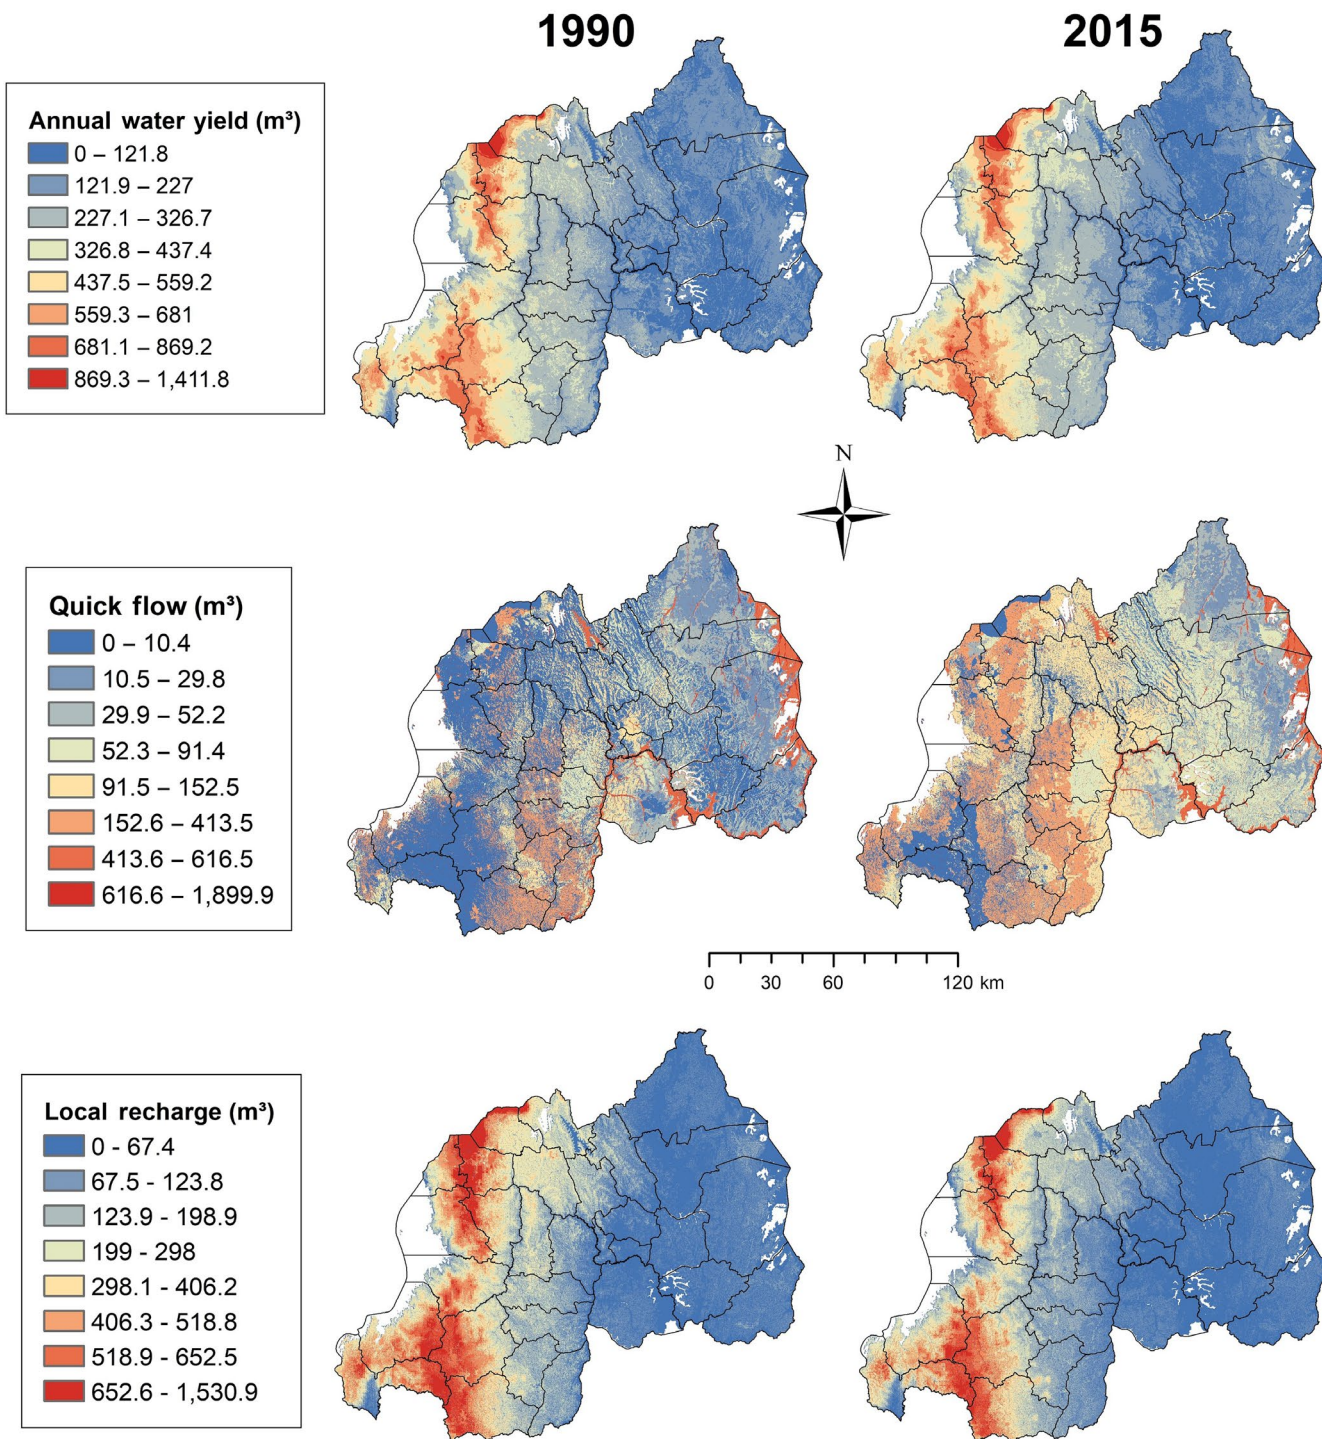 1990
2015
Annual water yield (m³)
0 – 121.8
121.9 – 227
227.1 – 326.7
326.8 – 437.4
437.5 – 559.2
559.3 – 681
681.1 – 869.2
869.3 – 1,411.8
N
Quick flow (m³)
0 – 10.4
10.5 – 29.8
29.9 – 52.2
52.3 – 91.4
91.5 – 152.5
152.6 – 413.5
413.6 – 616.5
616.6 – 1,899.9
0 30 60 120 km
Local recharge (m³)
0 - 67.4
67.5 - 123.8
123.9 - 198.9
199 - 298
298.1 - 406.2
406.3 - 518.8
518.9 - 652.5
652.6 - 1,530.9